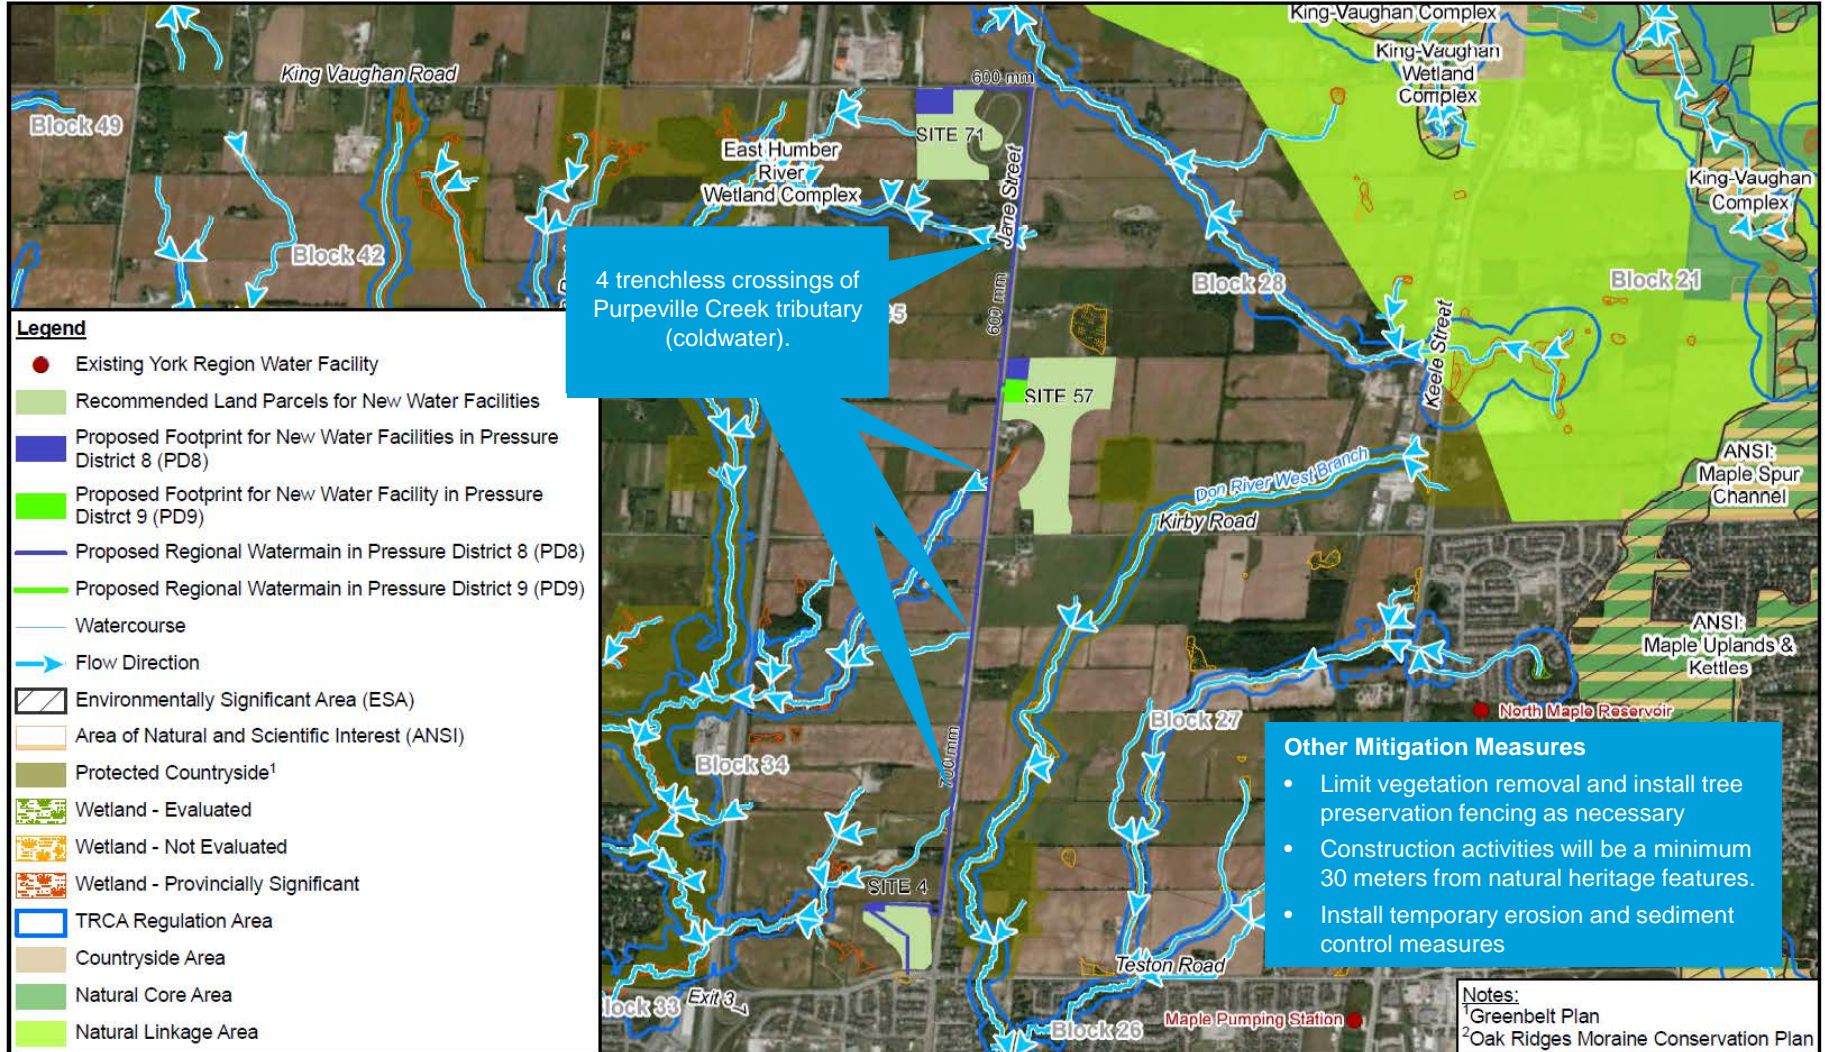 King-Vaughan Complex
King-Vaughan
Wetland
Complex
King Vaughan Road
600 mm
Block 49
SITE 71
East Humber
River
Wetland Complex
Jane Street
King-Vaughan
Complex
Block 42
Block 28
Block 21
4 trenchless crossings of
Purpeville Creek tributary
(coldwater).
600 mm
Keele Street
SITE 57
ANSI:
Maple Spur
Channel
Don River West Branch
Kirby Road
ANSI:
Maple Uplands &
Kettles
North Maple Reservoir
Block 27
Block 34
700 mm
SITE 4
Teston Road
Exit 37
lock 33
Block 26
Maple Pumping Station
Legend
Existing York Region Water Facility
Recommended Land Parcels for New Water Facilities
Proposed Footprint for New Water Facilities in Pressure
District 8 (PD8)
Proposed Footprint for New Water Facility in Pressure
Distrct 9 (PD9)
Proposed Regional Watermain in Pressure District 8 (PD8)
Proposed Regional Watermain in Pressure District 9 (PD9)
Watercourse
Flow Direction
Environmentally Significant Area (ESA)
Area of Natural and Scientific Interest (ANSI)
Protected Countryside¹
Wetland - Evaluated
Wetland - Not Evaluated
Wetland - Provincially Significant
TRCA Regulation Area
Countryside Area
Natural Core Area
Natural Linkage Area
Other Mitigation Measures
• Limit vegetation removal and install tree
preservation fencing as necessary
• Construction activities will be a minimum
30 meters from natural heritage features.
• Install temporary erosion and sediment
control measures
Notes:
¹Greenbelt Plan
²Oak Ridges Moraine Conservation Plan